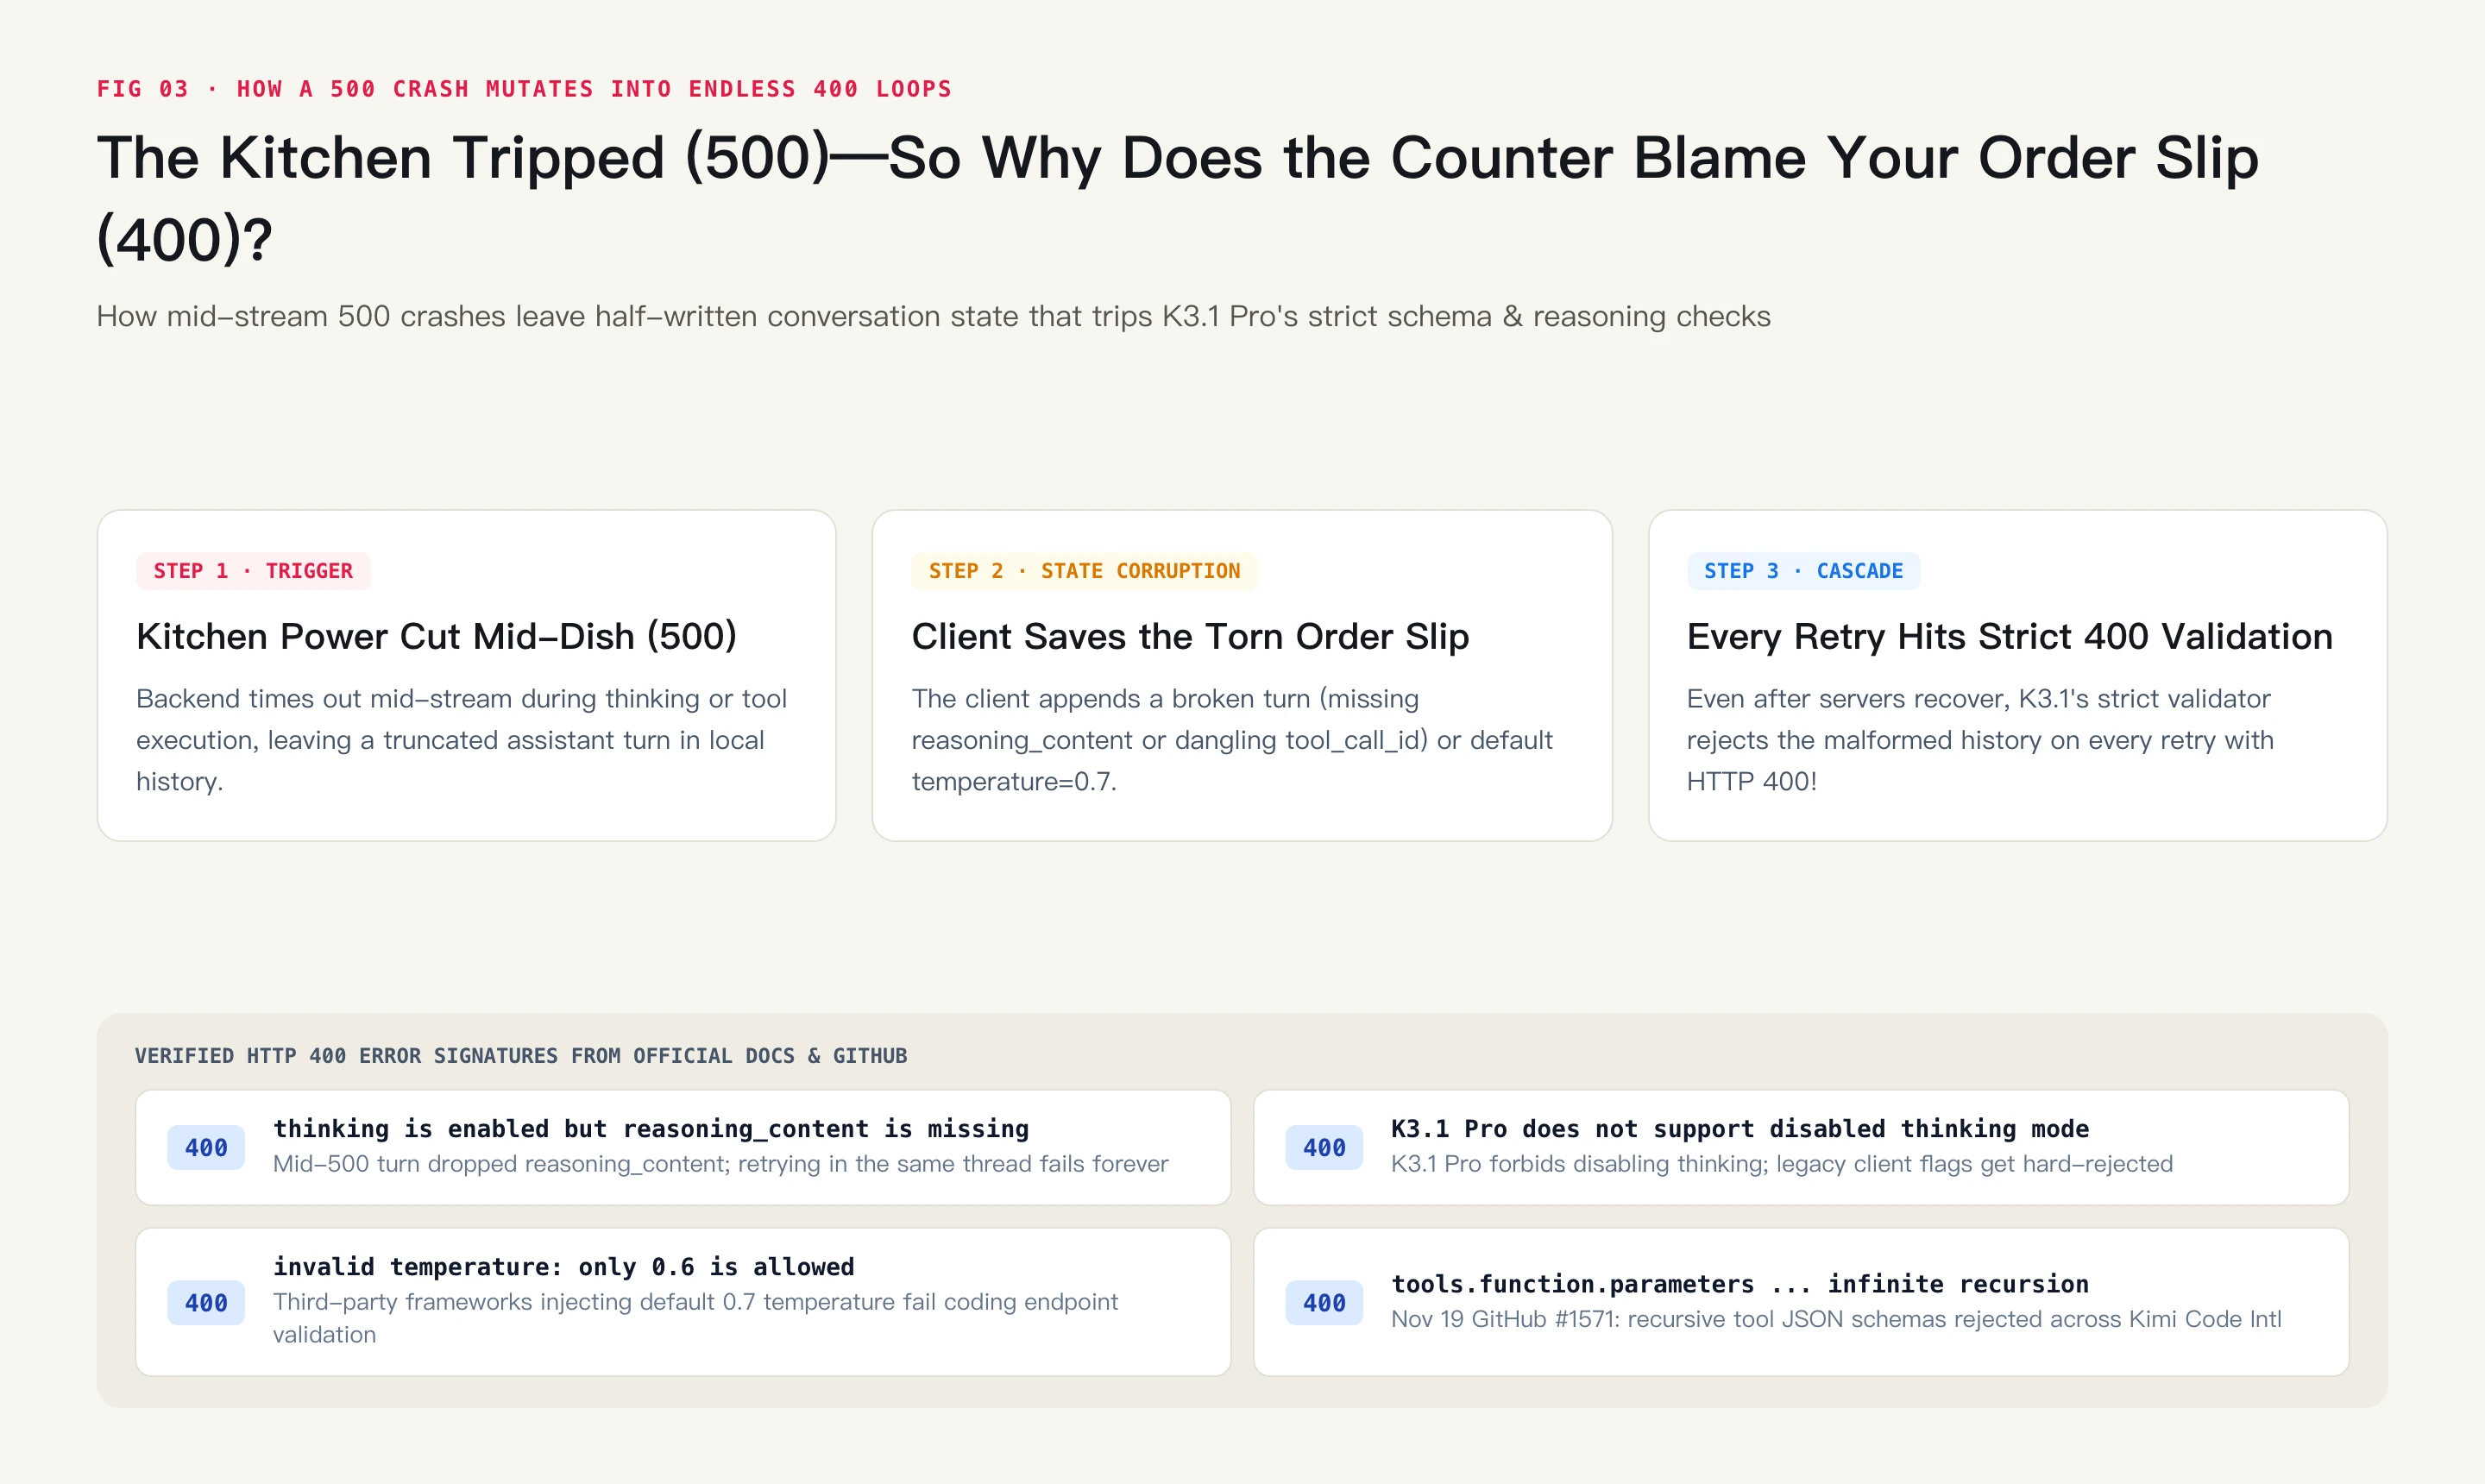 FIG 03 · HOW A 500 CRASH MUTATES INTO ENDLESS 400 LOOPS
The Kitchen Tripped (500)—So Why Does the Counter Blame Your Order Slip
(400)?
How mid-stream 500 crashes leave half-written conversation state that trips K3.1 Pro's strict schema & reasoning checks
STEP 1 · TRIGGER
Kitchen Power Cut Mid-Dish (500)
Backend times out mid-stream during thinking or tool
execution, leaving a truncated assistant turn in local
history.
STEP 2 · STATE CORRUPTION
Client Saves the Torn Order Slip
The client appends a broken turn (missing
reasoning_content or dangling tool_call_id) or default
temperature=0.7.
STEP 3 · CASCADE
Every Retry Hits Strict 400 Validation
Even after servers recover, K3.1's strict validator
rejects the malformed history on every retry with
HTTP 400!
VERIFIED HTTP 400 ERROR SIGNATURES FROM OFFICIAL DOCS & GITHUB
400
thinking is enabled but reasoning_content is missing
Mid-500 turn dropped reasoning_content; retrying in the same thread fails forever
400
K3.1 Pro does not support disabled thinking mode
K3.1 Pro forbids disabling thinking; legacy client flags get hard-rejected
400
invalid temperature: only 0.6 is allowed
Third-party frameworks injecting default 0.7 temperature fail coding endpoint
validation
400
tools.function.parameters ... infinite recursion
Nov 19 GitHub #1571: recursive tool JSON schemas rejected across Kimi Code Intl